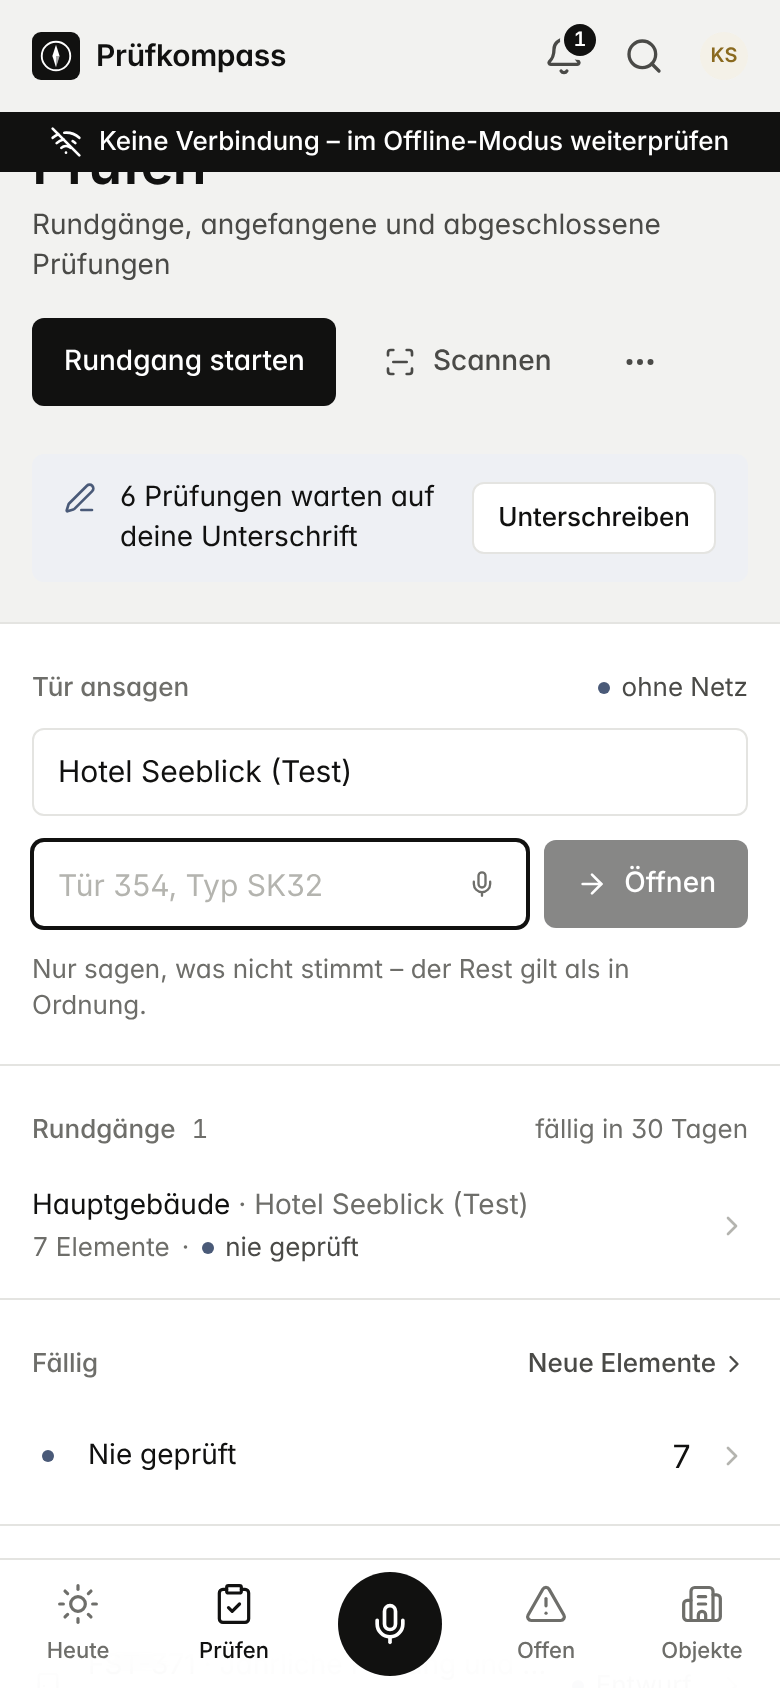 Prüfkompass
1
KS
Keine Verbindung – im Offline-Modus weiterprüfen
Prüfen
Rundgänge, angefangene und abgeschlossene
Prüfungen
Rundgang starten
Scannen
6 Prüfungen warten auf
deine Unterschrift
Unterschreiben
Tür ansagen
ohne Netz
Hotel Seeblick (Test)
Tür 354, Typ SK32
Öffnen
Nur sagen, was nicht stimmt – der Rest gilt als in
Ordnung.
Rundgänge 1
fällig in 30 Tagen
Hauptgebäude · Hotel Seeblick (Test)
7 Elemente · nie geprüft
Fällig
Neue Elemente
Nie geprüft
7
Heute
Prüfen
Offen
Objekte
Entwurf